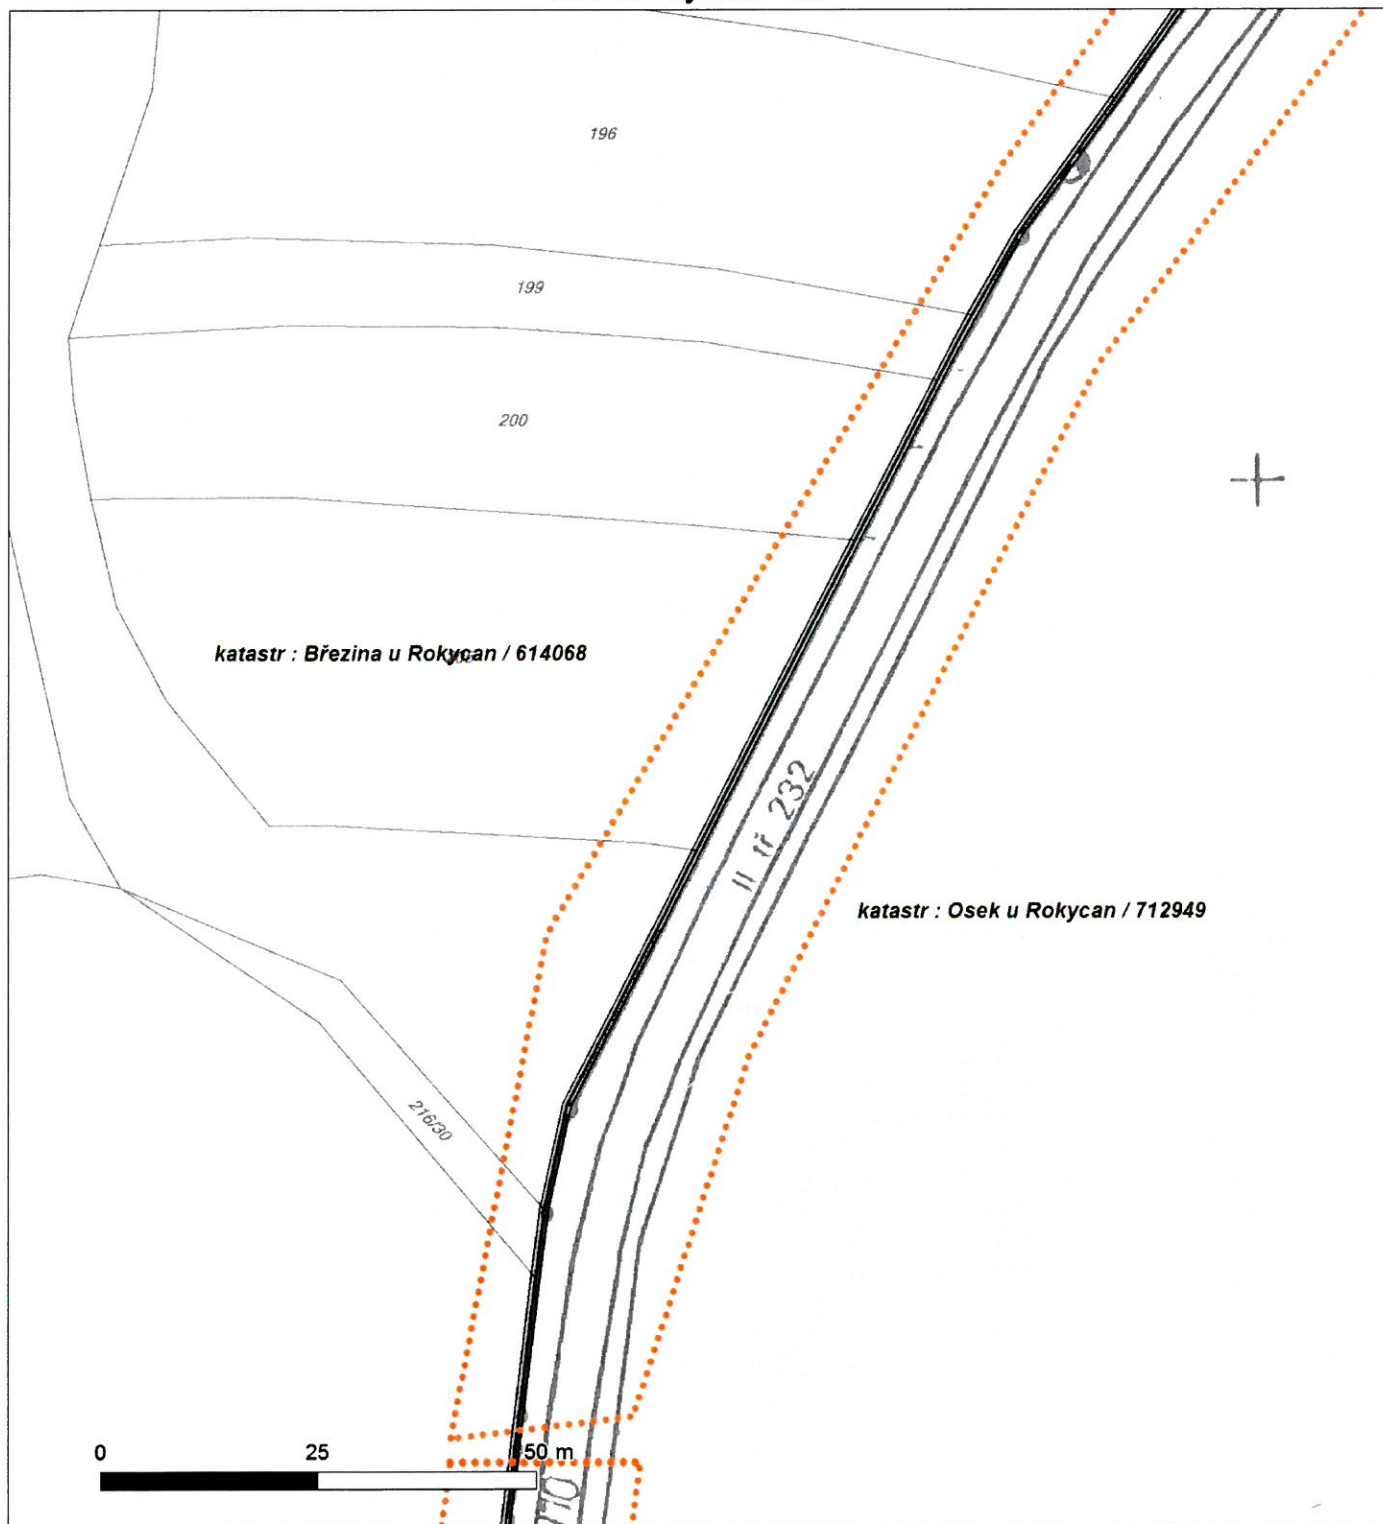 196
199
200
katastr : Březina u Rokycan / 614068
II tř 232
katastr : Osek u Rokycan / 712949
216/30
0 25 50 m